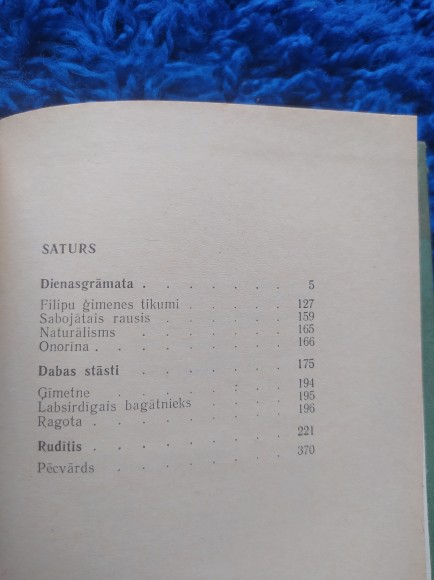 SATURS
Dienasgrāmata . . . . . . 5
Filipu ģimenes tikumi . . . . 127
Sabojātais rausis . . . . . 159
Naturālisms . . . . . . 165
Onorīna . . . . . . . 166
Dabas stāsti . . . . . . 175
Ģīmetne . . . . . . . 194
Labsirdīgais bagātnieks . . . . 195
Ragota . . . . . . . 196
Rudītis . . . . . . . 221
Pēcvārds . . . . . . . 370